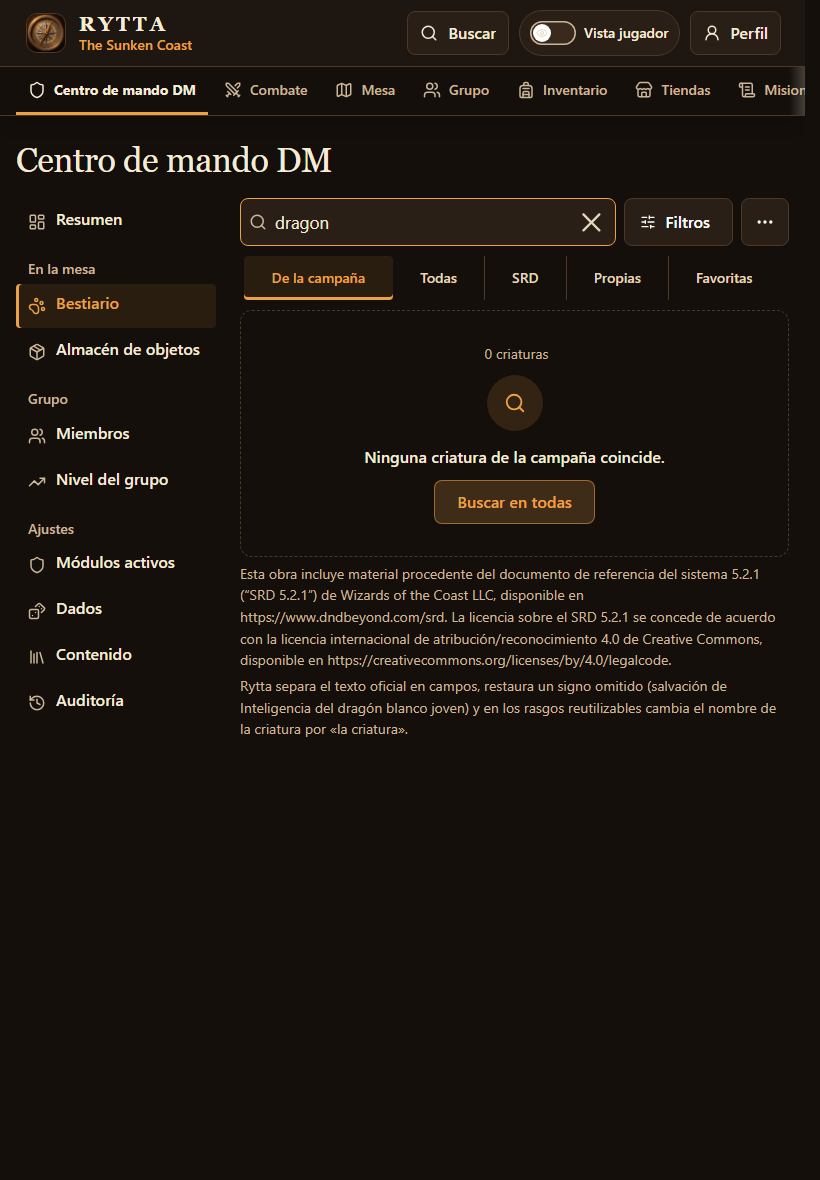 RYTTA
The Sunken Coast
Buscar
Vista jugador
Perfil
Centro de mando DM
Combate
Mesa
Grupo
Inventario
Tiendas
Mision
Centro de mando DM
Resumen
En la mesa
Bestiario
Almacén de objetos
Grupo
Miembros
Nivel del grupo
Ajustes
Módulos activos
Dados
Contenido
Auditoría
dragon
Filtros
De la campaña
Todas
SRD
Propias
Favoritas
0 criaturas
Ninguna criatura de la campaña coincide.
Buscar en todas
Esta obra incluye material procedente del documento de referencia del sistema 5.2.1
(“SRD 5.2.1”) de Wizards of the Coast LLC, disponible en
https://www.dndbeyond.com/srd. La licencia sobre el SRD 5.2.1 se concede de acuerdo
con la licencia internacional de atribución/reconocimiento 4.0 de Creative Commons,
disponible en https://creativecommons.org/licenses/by/4.0/legalcode.
Rytta separa el texto oficial en campos, restaura un signo omitido (salvación de
Inteligencia del dragón blanco joven) y en los rasgos reutilizables cambia el nombre de
la criatura por «la criatura».